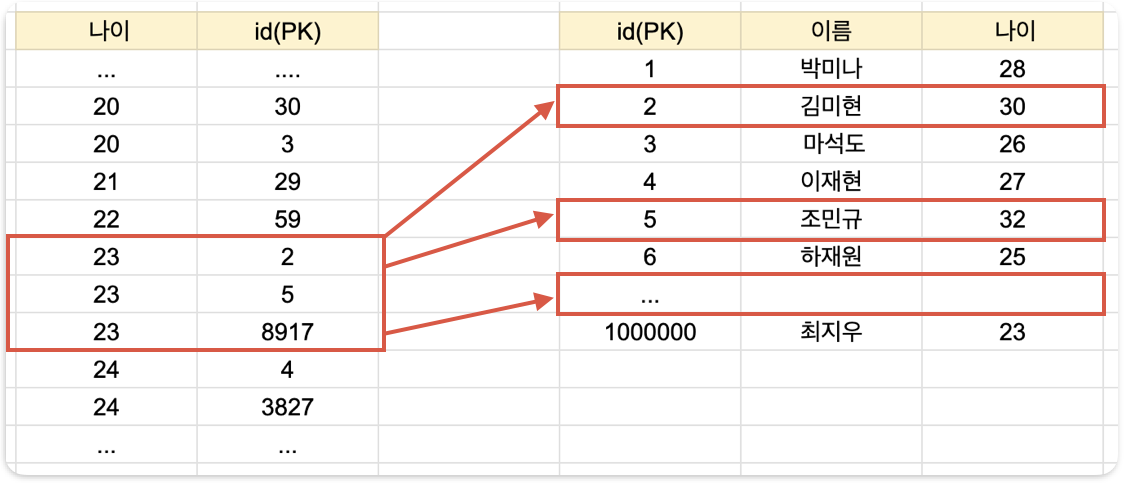 나이 id(PK) id(PK) 이름 나이
... .... 1 박미나 28
20 30 2 김미현 30
20 3 3 마석도 26
21 29 4 이재현 27
22 59 5 조민규 32
23 2 6 하재원 25
23 5 ...
23 8917 1000000 최지우 23
24 4
24 3827
... ...